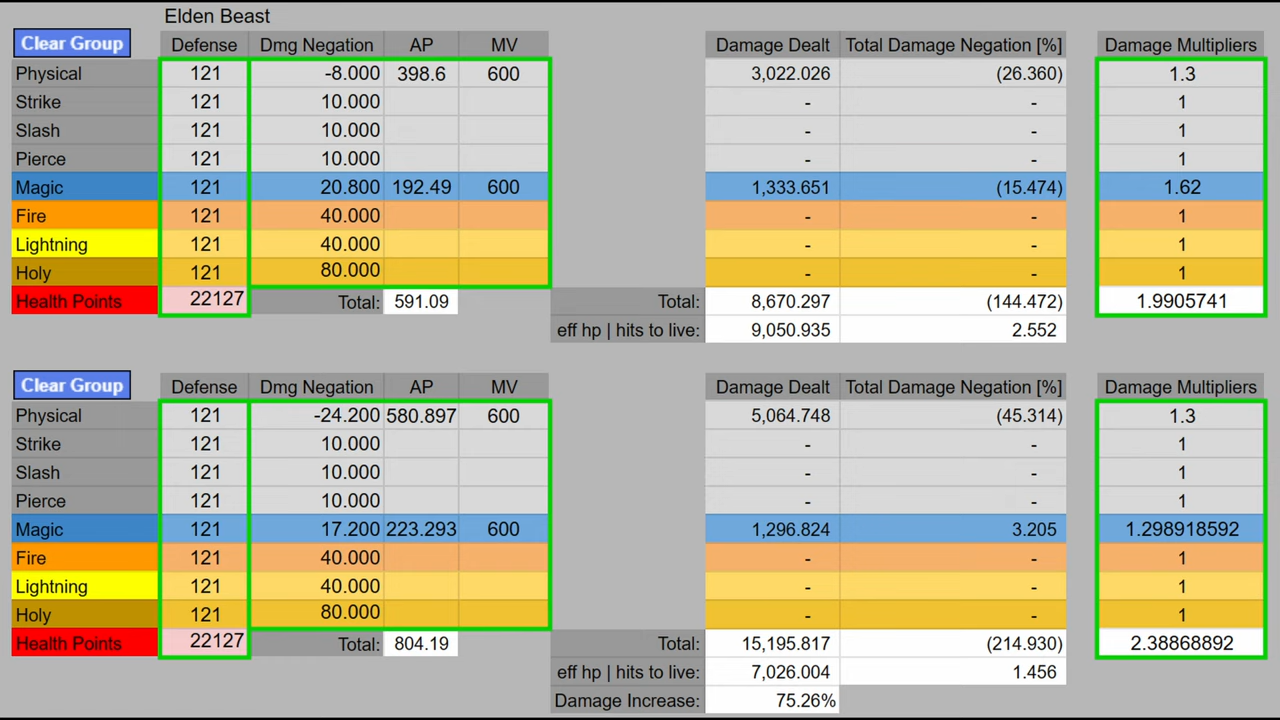 Elden Beast
Clear Group Defense Dmg Negation AP MV Damage Dealt Total Damage Negation [%] Damage Multipliers
Physical 121 -8.000 398.6 600 3,022.026 (26.360) 1.3
Strike 121 10.000 - - 1
Slash 121 10.000 - - 1
Pierce 121 10.000 - - 1
Magic 121 20.800 192.49 600 1,333.651 (15.474) 1.62
Fire 121 40.000 - - 1
Lightning 121 40.000 - - 1
Holy 121 80.000 - - 1
Health Points 22127 Total: 591.09 Total: 8,670.297 (144.472) 1.9905741
eff hp | hits to live: 9,050.935 2.552
Clear Group Defense Dmg Negation AP MV Damage Dealt Total Damage Negation [%] Damage Multipliers
Physical 121 -24.200 580.897 600 5,064.748 (45.314) 1.3
Strike 121 10.000 - - 1
Slash 121 10.000 - - 1
Pierce 121 10.000 - - 1
Magic 121 17.200 223.293 600 1,296.824 3.205 1.298918592
Fire 121 40.000 - - 1
Lightning 121 40.000 - - 1
Holy 121 80.000 - - 1
Health Points 22127 Total: 804.19 Total: 15,195.817 (214.930) 2.38868892
eff hp | hits to live: 7,026.004 1.456
Damage Increase: 75.26%